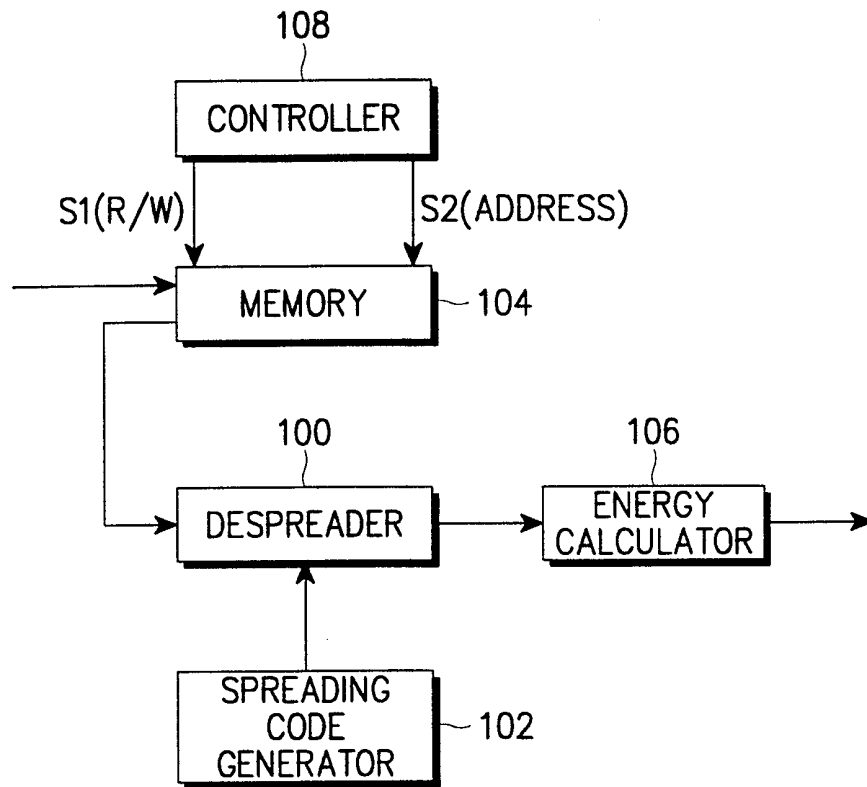 108
CONTROLLER
S1(R/W)
S2(ADDRESS)
MEMORY
104
100
106
DESPREADER
ENERGY
CALCULATOR
SPREADING
CODE
GENERATOR
102